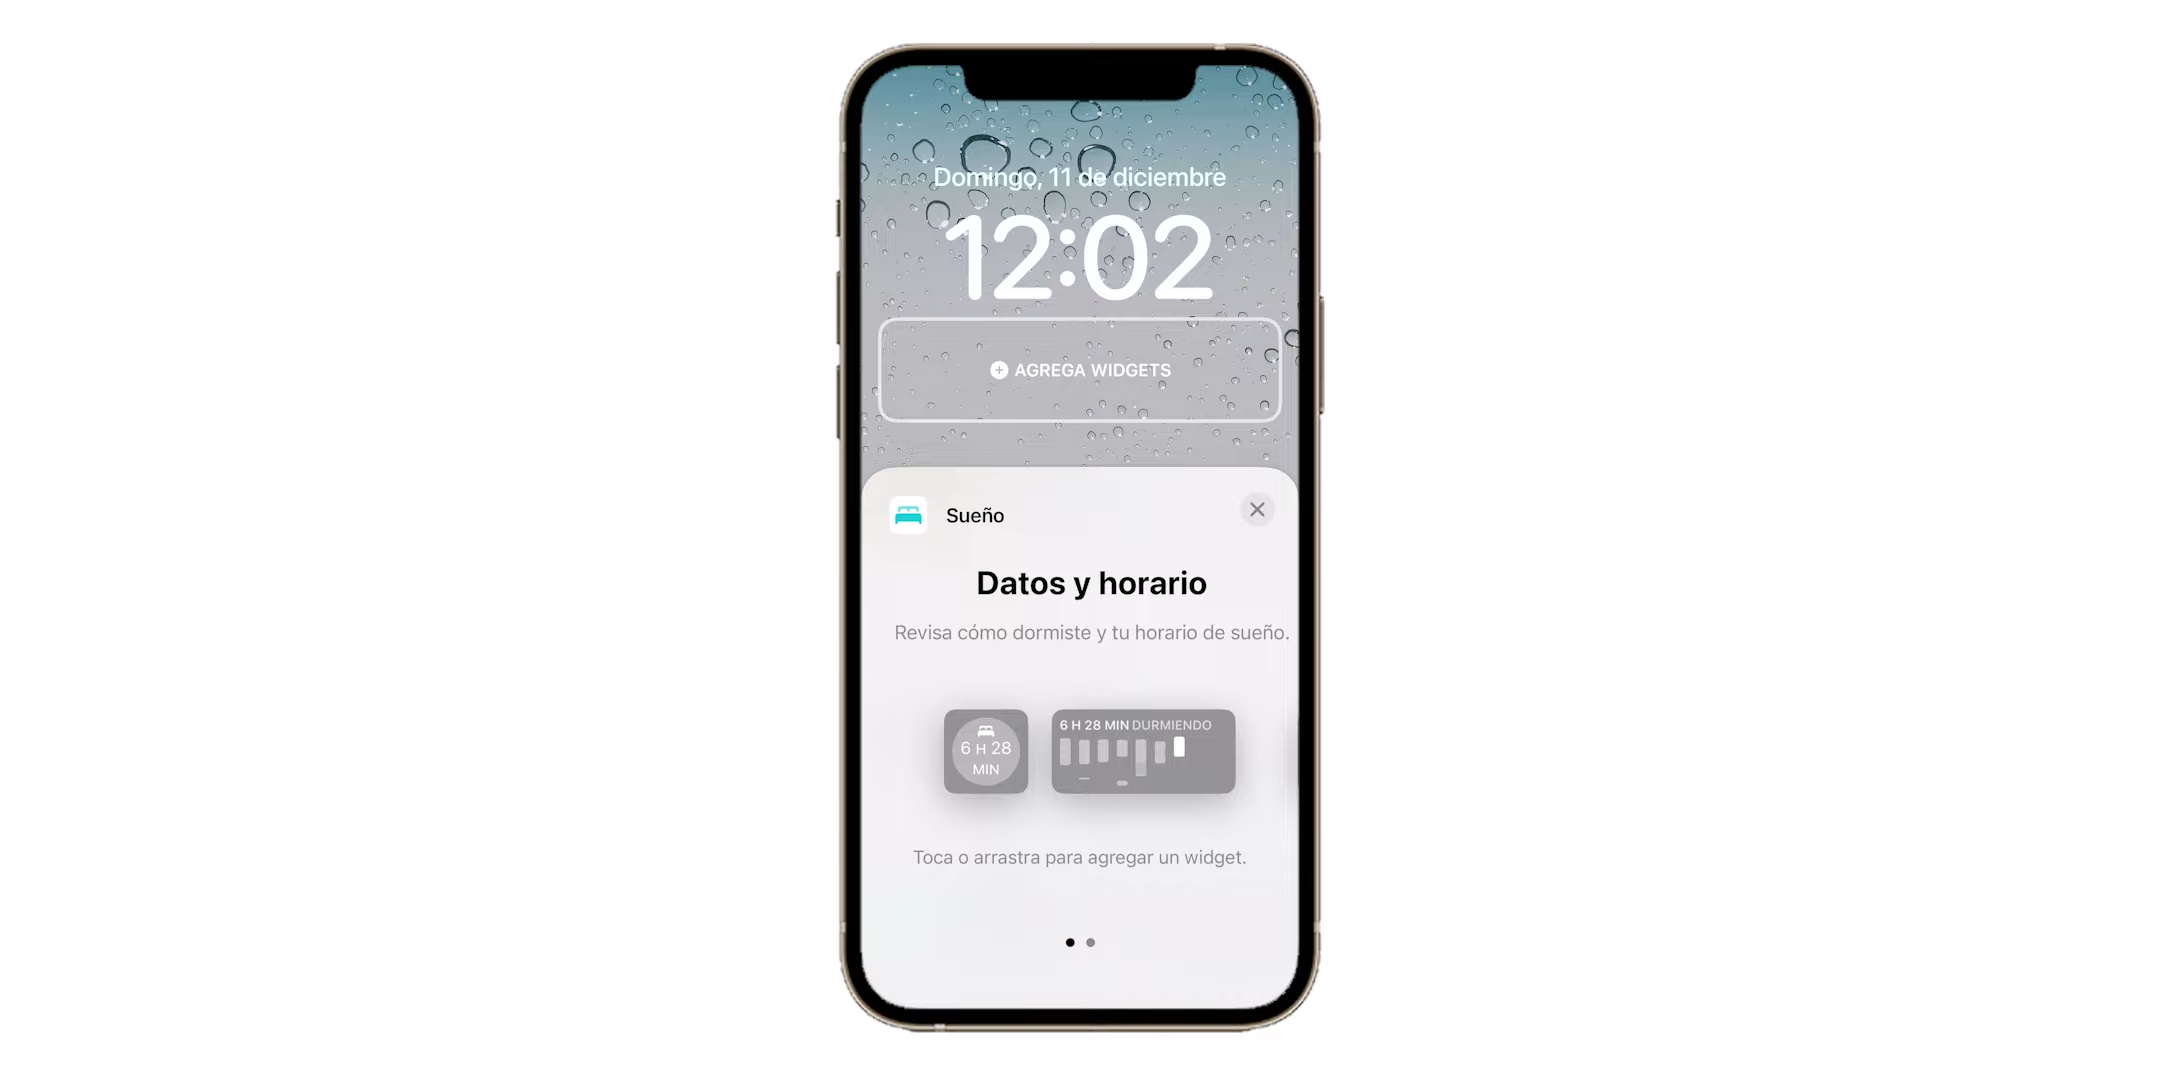 Domingo, 11 de diciembre
12:02
AGREGA WIDGETS
Sueño
Datos y horario
Revisa cómo dormiste y tu horario de sueño.
6 H 28
MIN
6 H 28 MIN DURMIENDO
Toca o arrastra para agregar un widget.